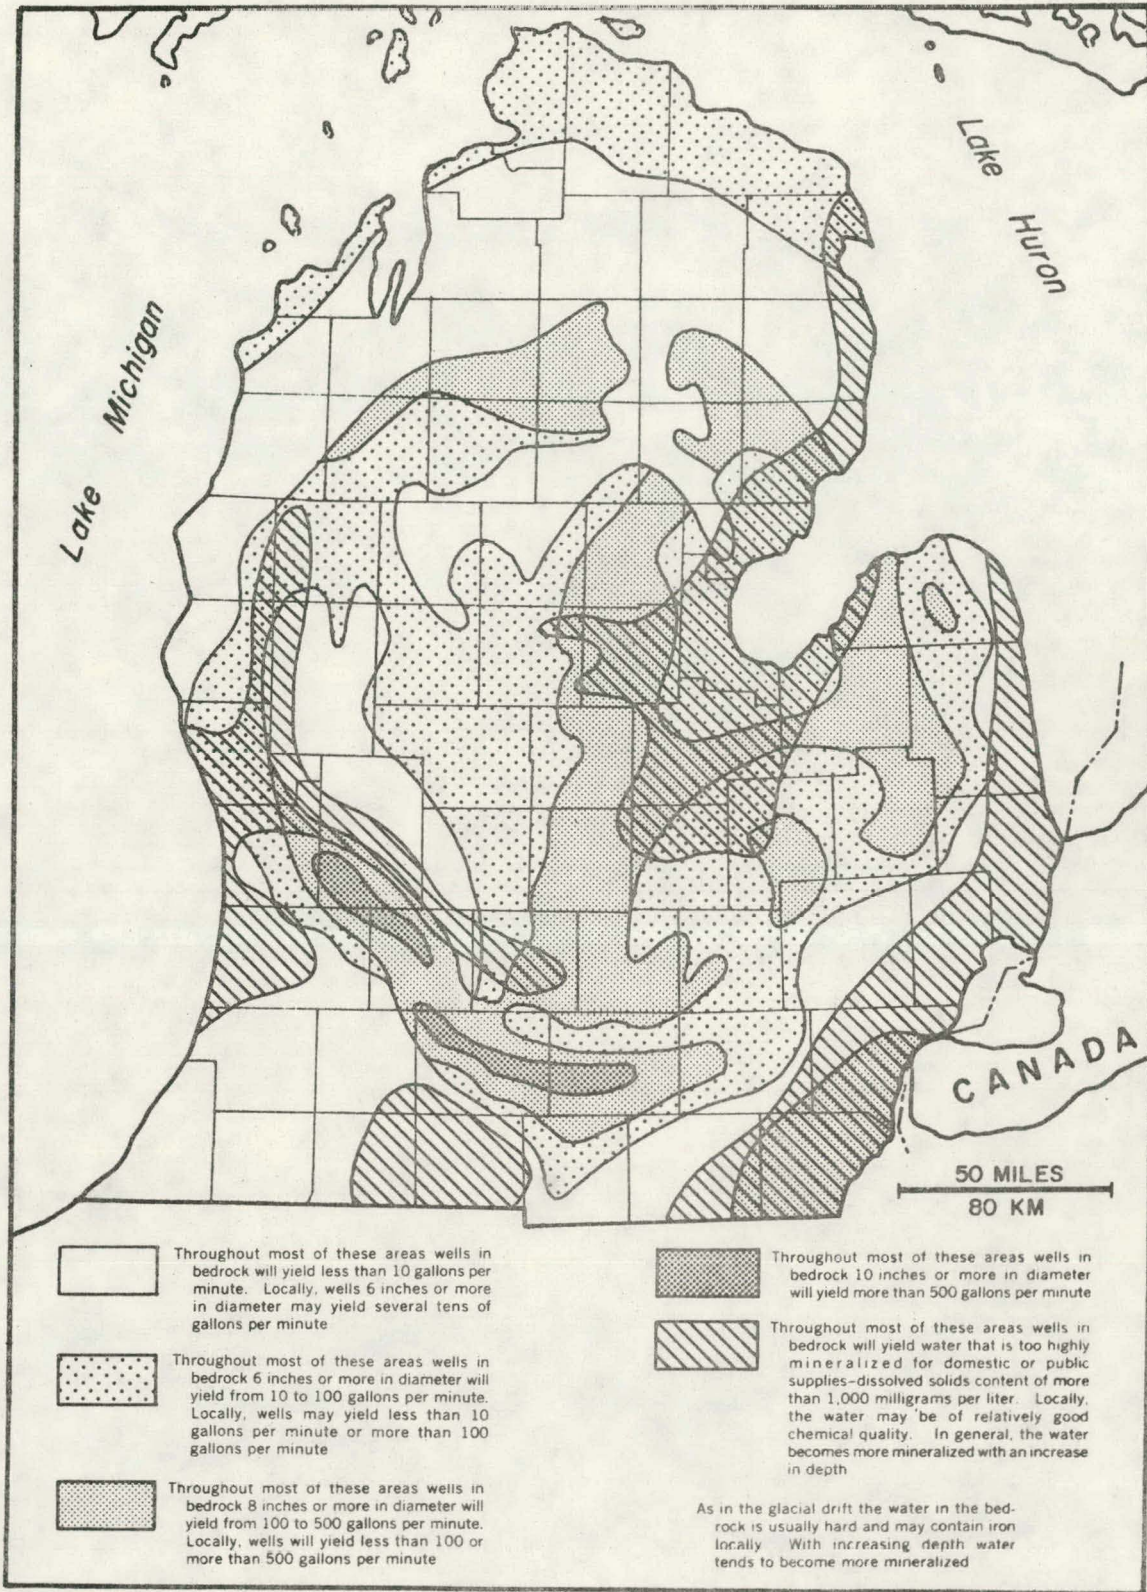 Lake
Huron
Lake
Michigan
CANADA
50 MILES
80 KM
Throughout most of these areas wells in
bedrock will yield less than 10 gallons per
minute. Locally, wells 6 inches or more
in diameter may yield several tens of
gallons per minute
Throughout most of these areas wells in
bedrock 6 inches or more in diameter will
yield from 10 to 100 gallons per minute.
Locally, wells may yield less than 10
gallons per minute or more than 100
gallons per minute
Throughout most of these areas wells in
bedrock 8 inches or more in diameter will
yield from 100 to 500 gallons per minute.
Locally, wells will yield less than 100 or
more than 500 gallons per minute
Throughout most of these areas wells in
bedrock 10 inches or more in diameter
will yield more than 500 gallons per minute
Throughout most of these areas wells in
bedrock will yield water that is too highly
mineralized for domestic or public
supplies-dissolved solids content of more
than 1,000 milligrams per liter. Locally,
the water may be of relatively good
chemical quality. In general, the water
becomes more mineralized with an increase
in depth
As in the glacial drift the water in the bed-
rock is usually hard and may contain iron
locally With increasing depth water
tends to become more mineralized